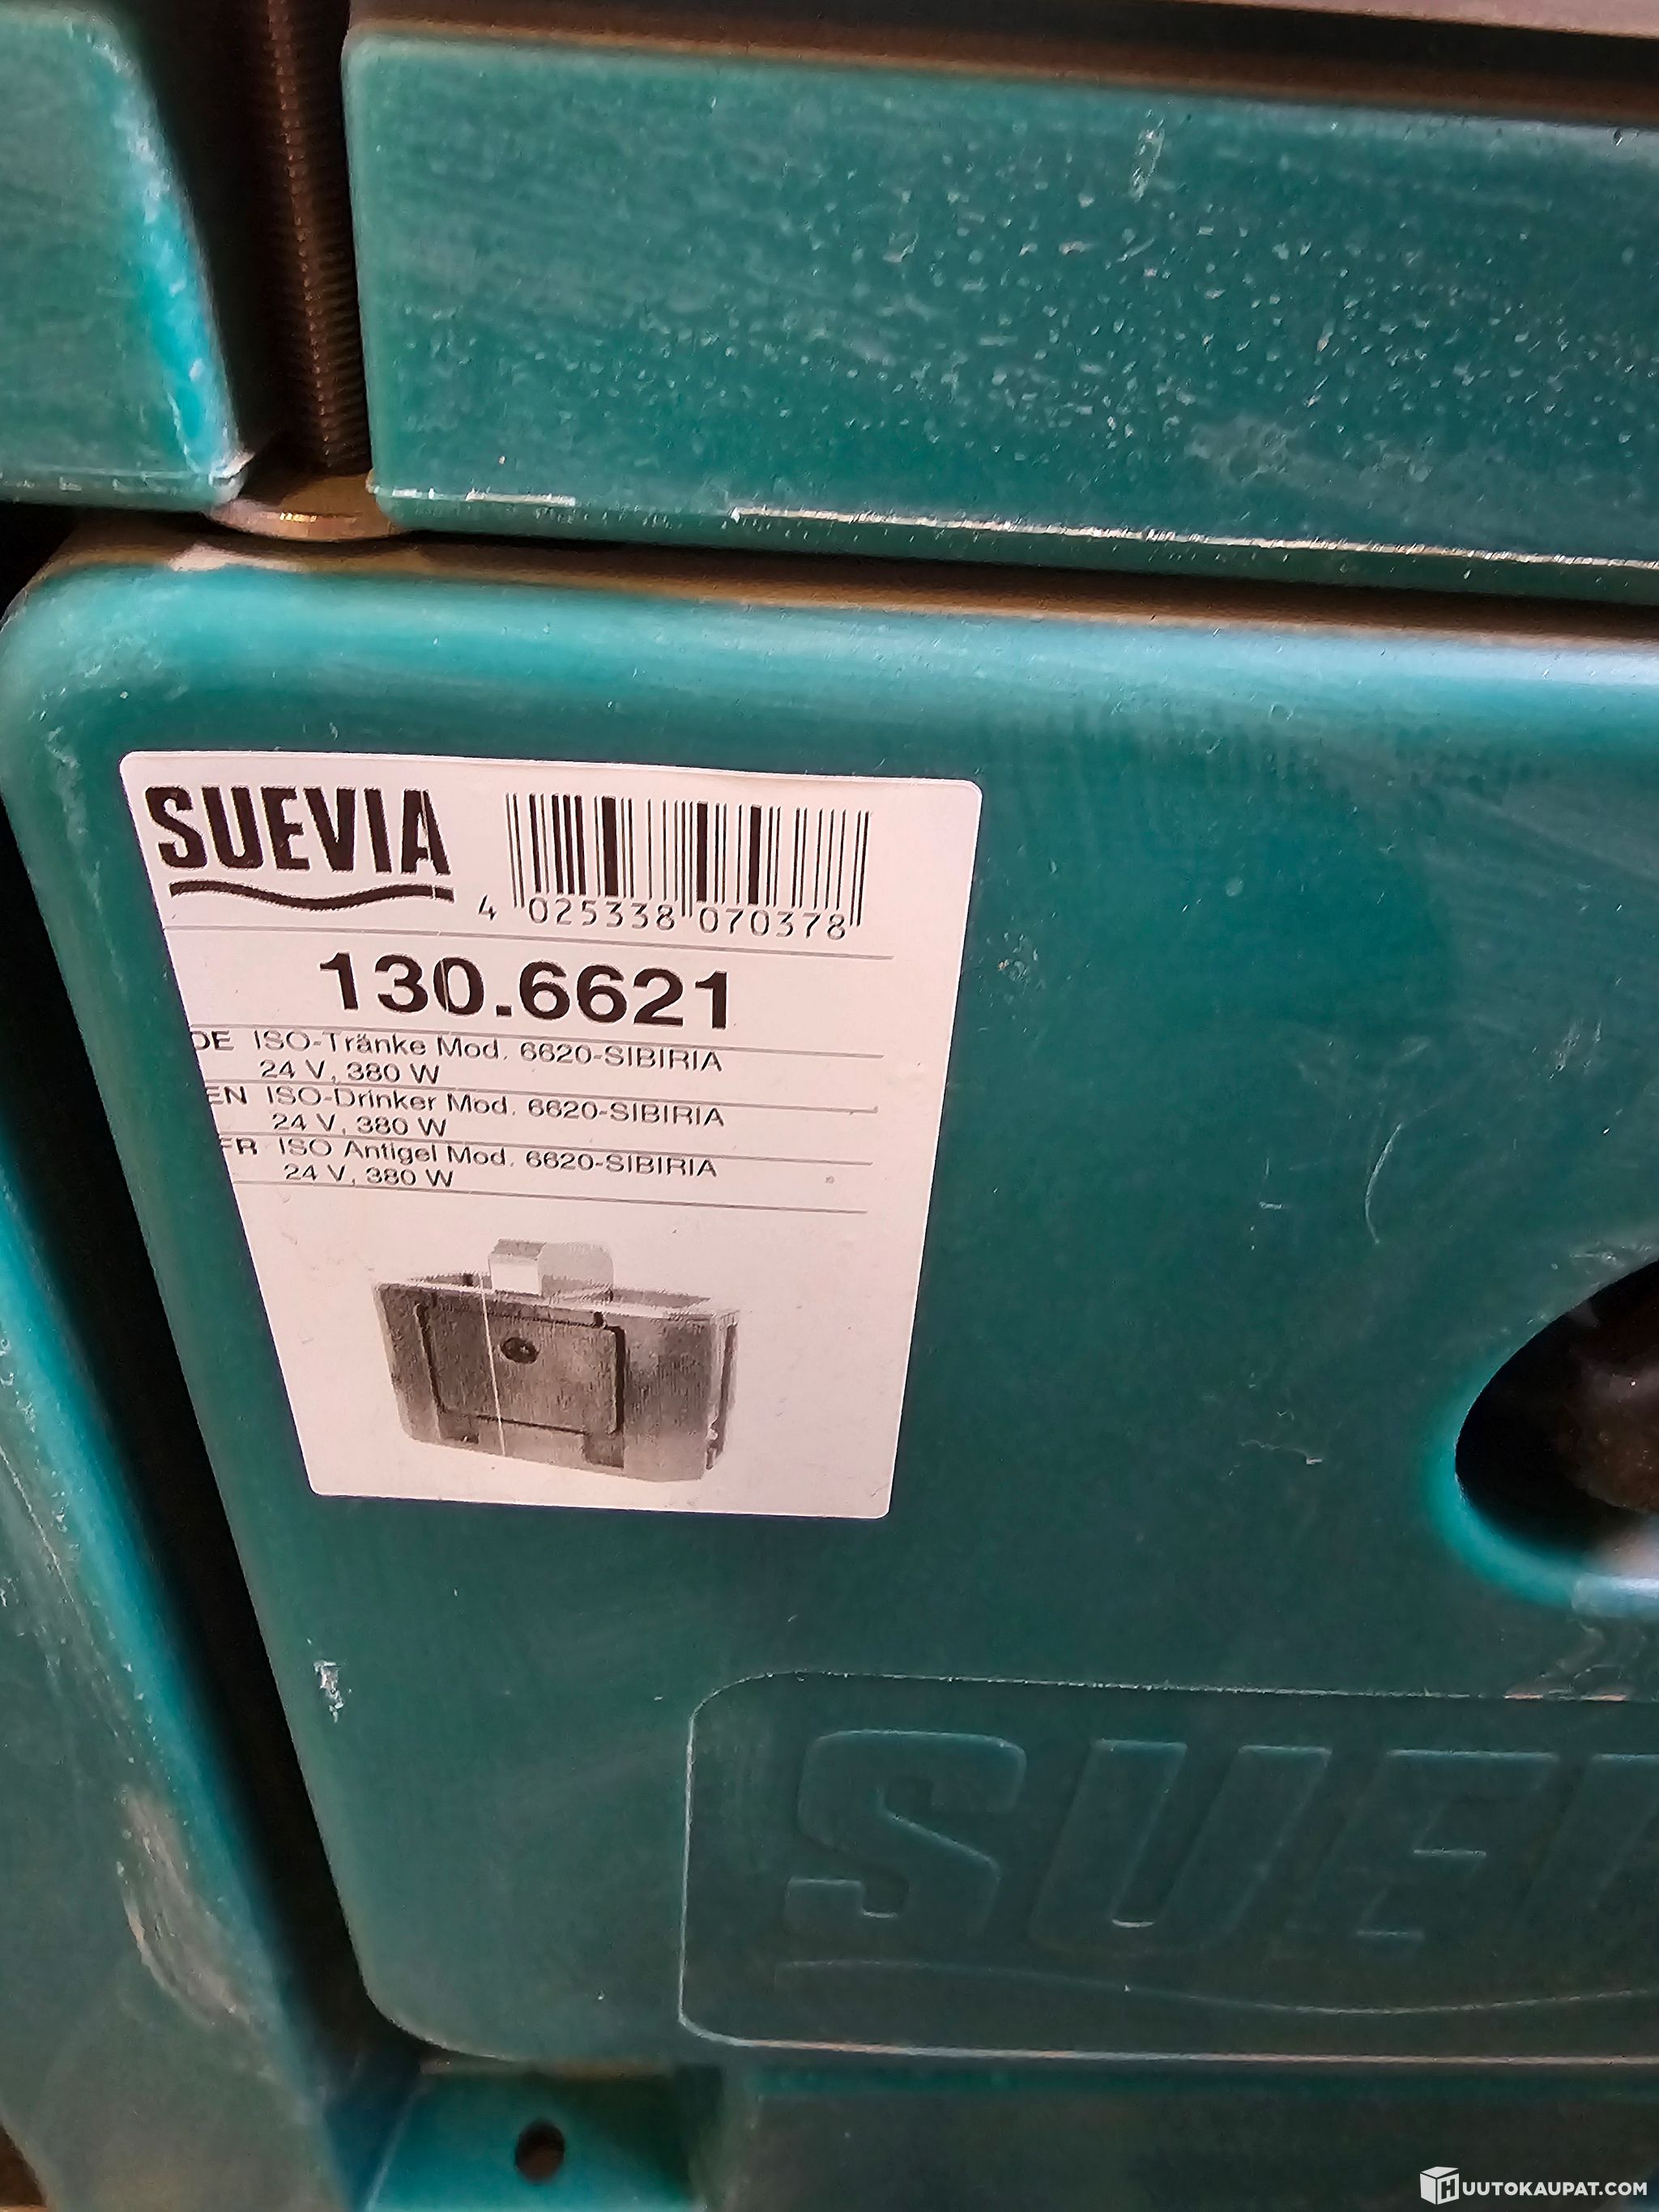 SUEVIA
4 025338 070378
130.6621
DE ISO-Tränke Mod. 6620-SIBIRIA
24 V, 380 W
EN ISO-Drinker Mod. 6620-SIBIRIA
24 V, 380 W
FR ISO Antigel Mod. 6620-SIBIRIA
24 V, 380 W
SUE
HUUTOKAUPAT.COM